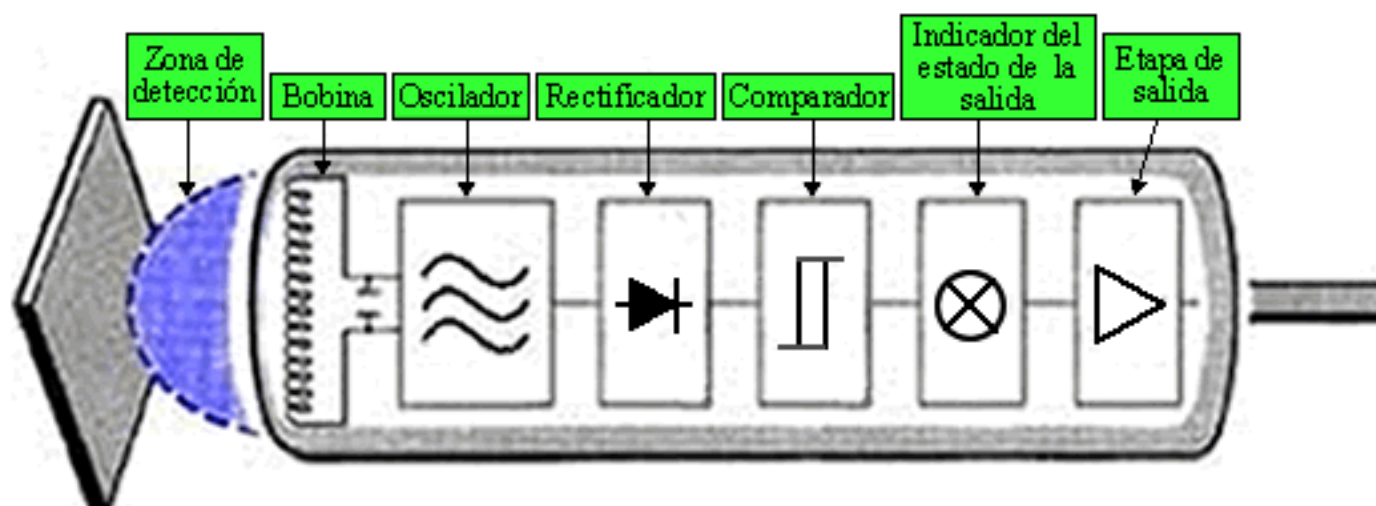 Zona de
detección
Bobina
Oscilador
Rectificador
Comparador
Indicador del
estado de la
salida
Etapa de
salida